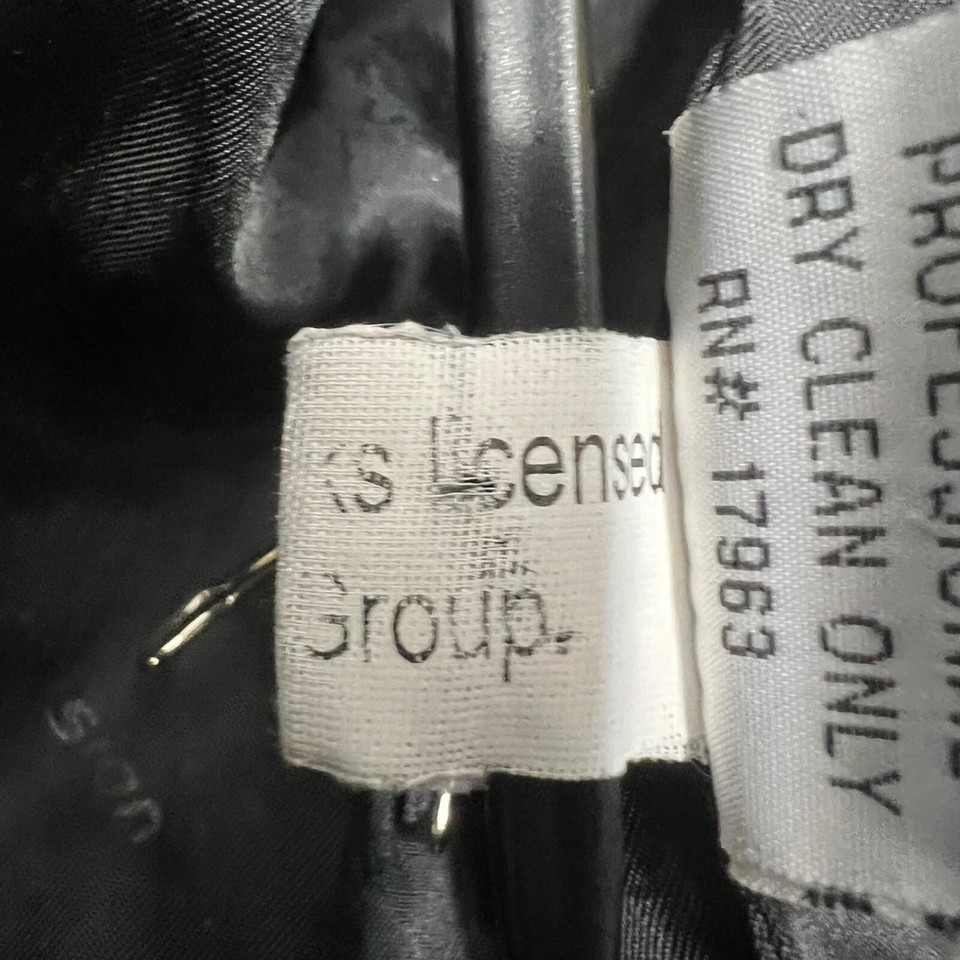 s Licensed
Group.
PROFESSIONAL
DRY CLEAN ONLY
RN# 17963